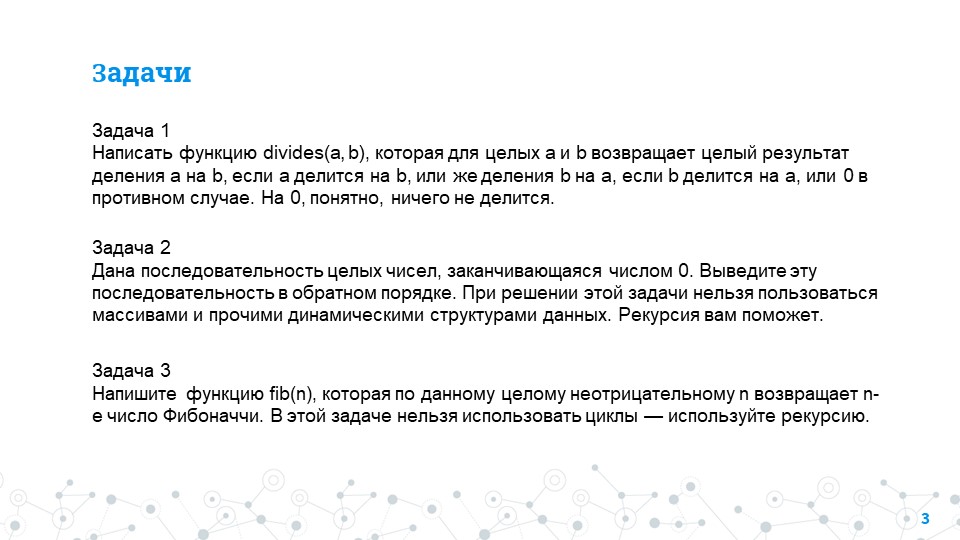 Задачи
Задача 1
Написать функцию divides(a, b), которая для целых a и b возвращает целый результат
деления a на b, если a делится на b, или же деления b на a, если b делится на a, или 0 в
противном случае. На 0, понятно, ничего не делится.
Задача 2
Дана последовательность целых чисел, заканчивающаяся числом 0. Выведите эту
последовательность в обратном порядке. При решении этой задачи нельзя пользоваться
массивами и прочими динамическими структурами данных. Рекурсия вам поможет.
Задача 3
Напишите функцию fib(n), которая по данному целому неотрицательному n возвращает n-
е число Фибоначчи. В этой задаче нельзя использовать циклы — используйте рекурсию.
3